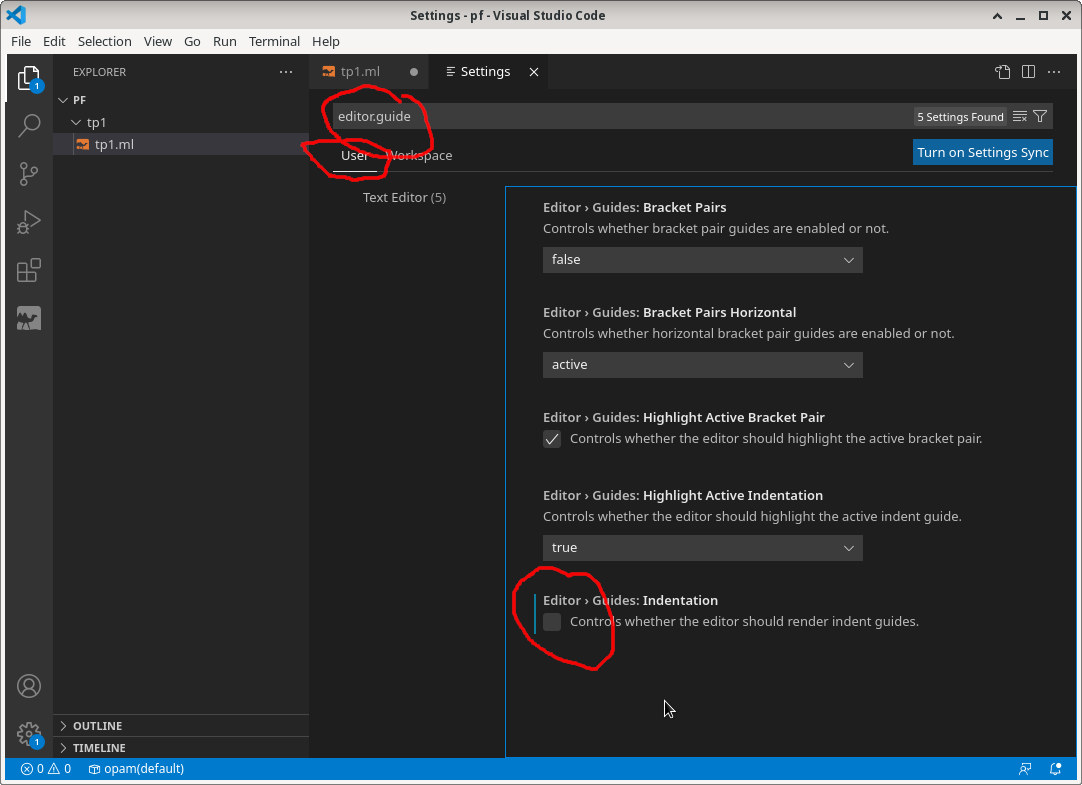 Settings - pf - Visual Studio Code
File Edit Selection View Go Run Terminal Help
EXPLORER
tp1.ml
Settings
1
PF
tp1
tp1.ml
editor.guide
5 Settings Found
User Workspace
Turn on Settings Sync
Text Editor (5)
Editor › Guides: Bracket Pairs
Controls whether bracket pair guides are enabled or not.
false
Editor › Guides: Bracket Pairs Horizontal
Controls whether horizontal bracket pair guides are enabled or not.
active
Editor › Guides: Highlight Active Bracket Pair
Controls whether the editor should highlight the active bracket pair.
Editor › Guides: Highlight Active Indentation
Controls whether the editor should highlight the active indent guide.
true
Editor › Guides: Indentation
Controls whether the editor should render indent guides.
OUTLINE
1
TIMELINE
0 0 opam(default)